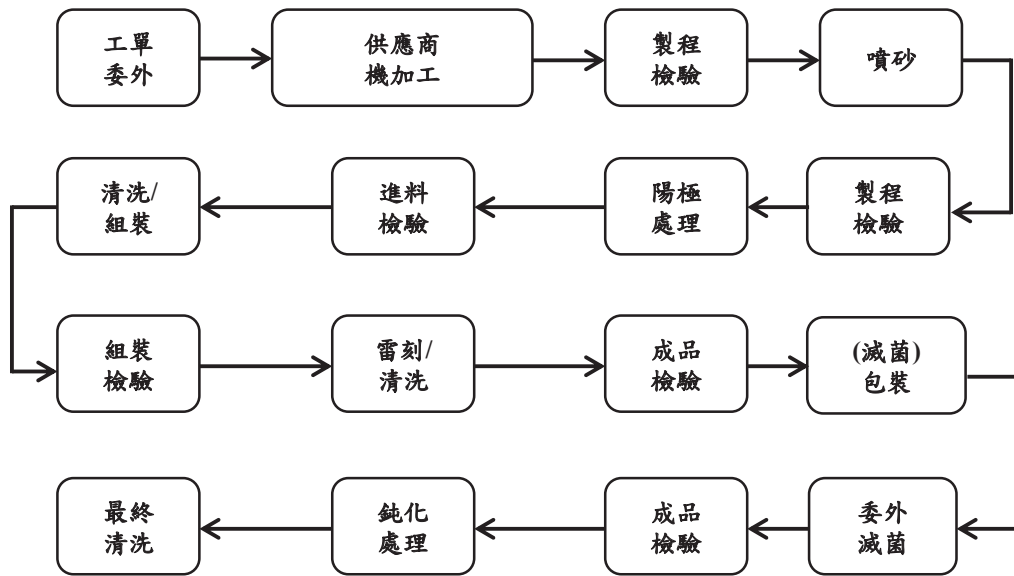 工單
委外
供應商
機加工
製程
檢驗
噴砂
製程
檢驗
陽極
處理
進料
檢驗
清洗/
組裝
組裝
檢驗
雷刻/
清洗
成品
檢驗
(滅菌)
包裝
委外
滅菌
成品
檢驗
鈍化
處理
最終
清洗